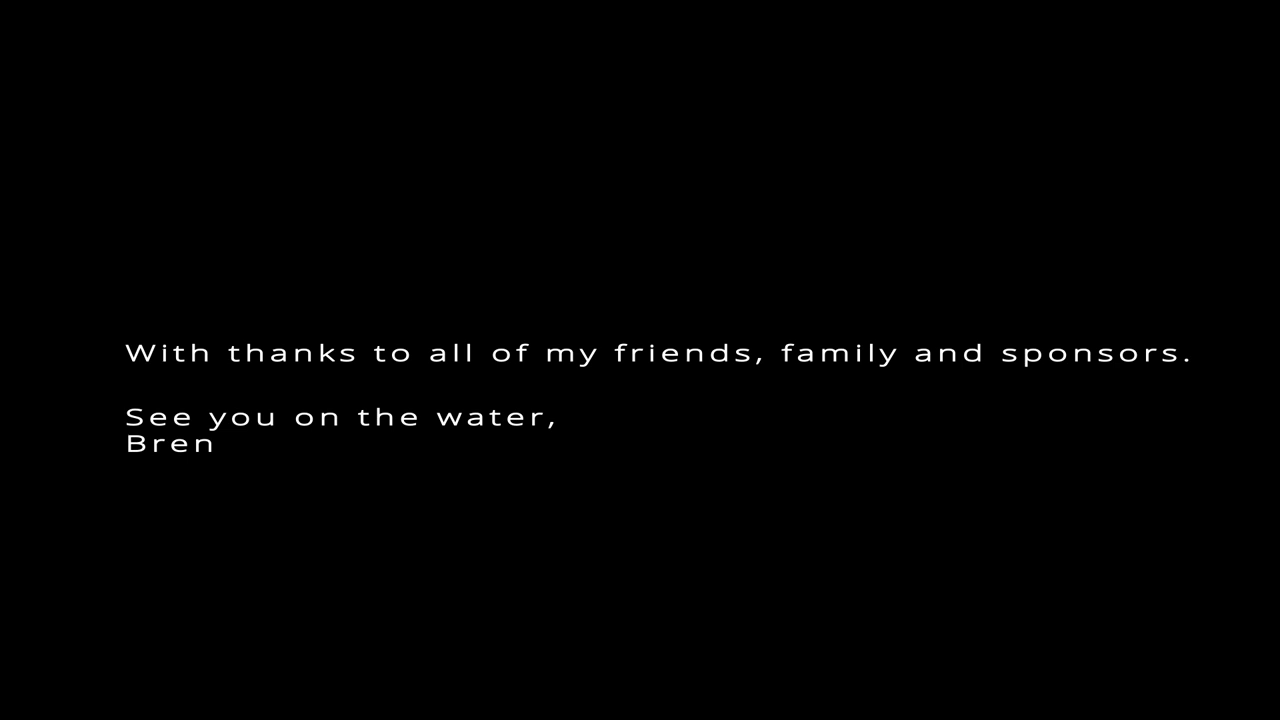 With thanks to all of my friends, family and sponsors.
See you on the water,
Bren